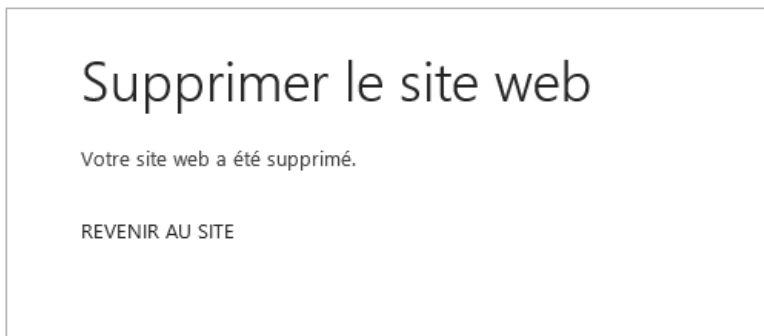 Supprimer le site web
Votre site web a été supprimé.
REVENIR AU SITE